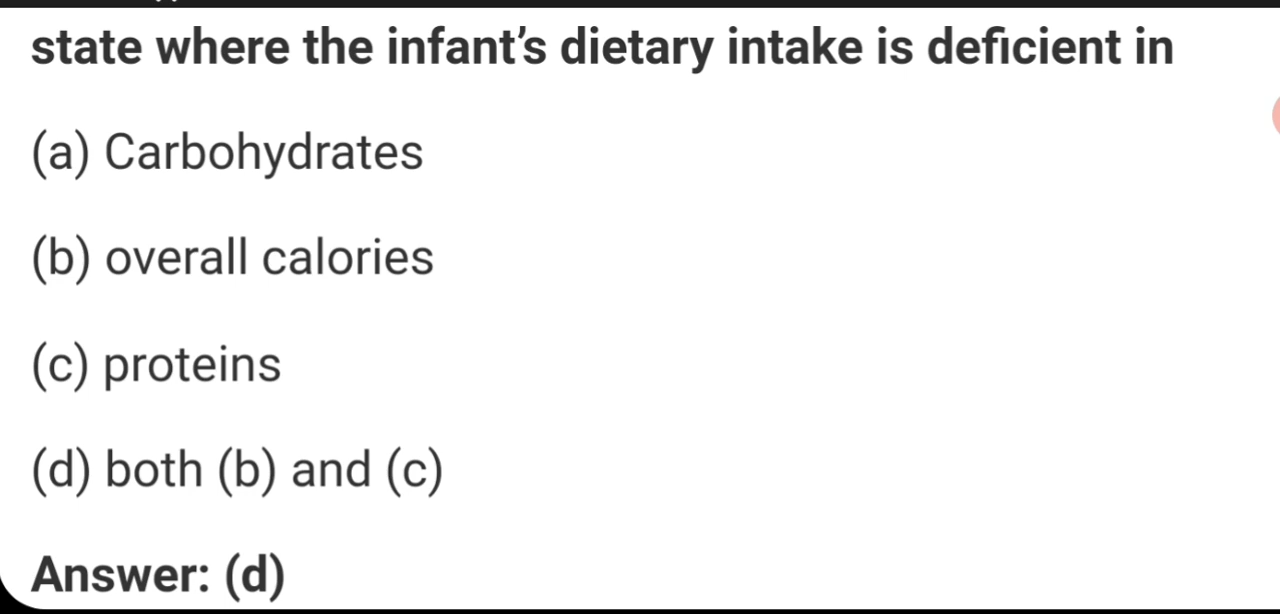 state where the infant’s dietary intake is deficient in
(a) Carbohydrates
(b) overall calories
(c) proteins
(d) both (b) and (c)
Answer: (d)